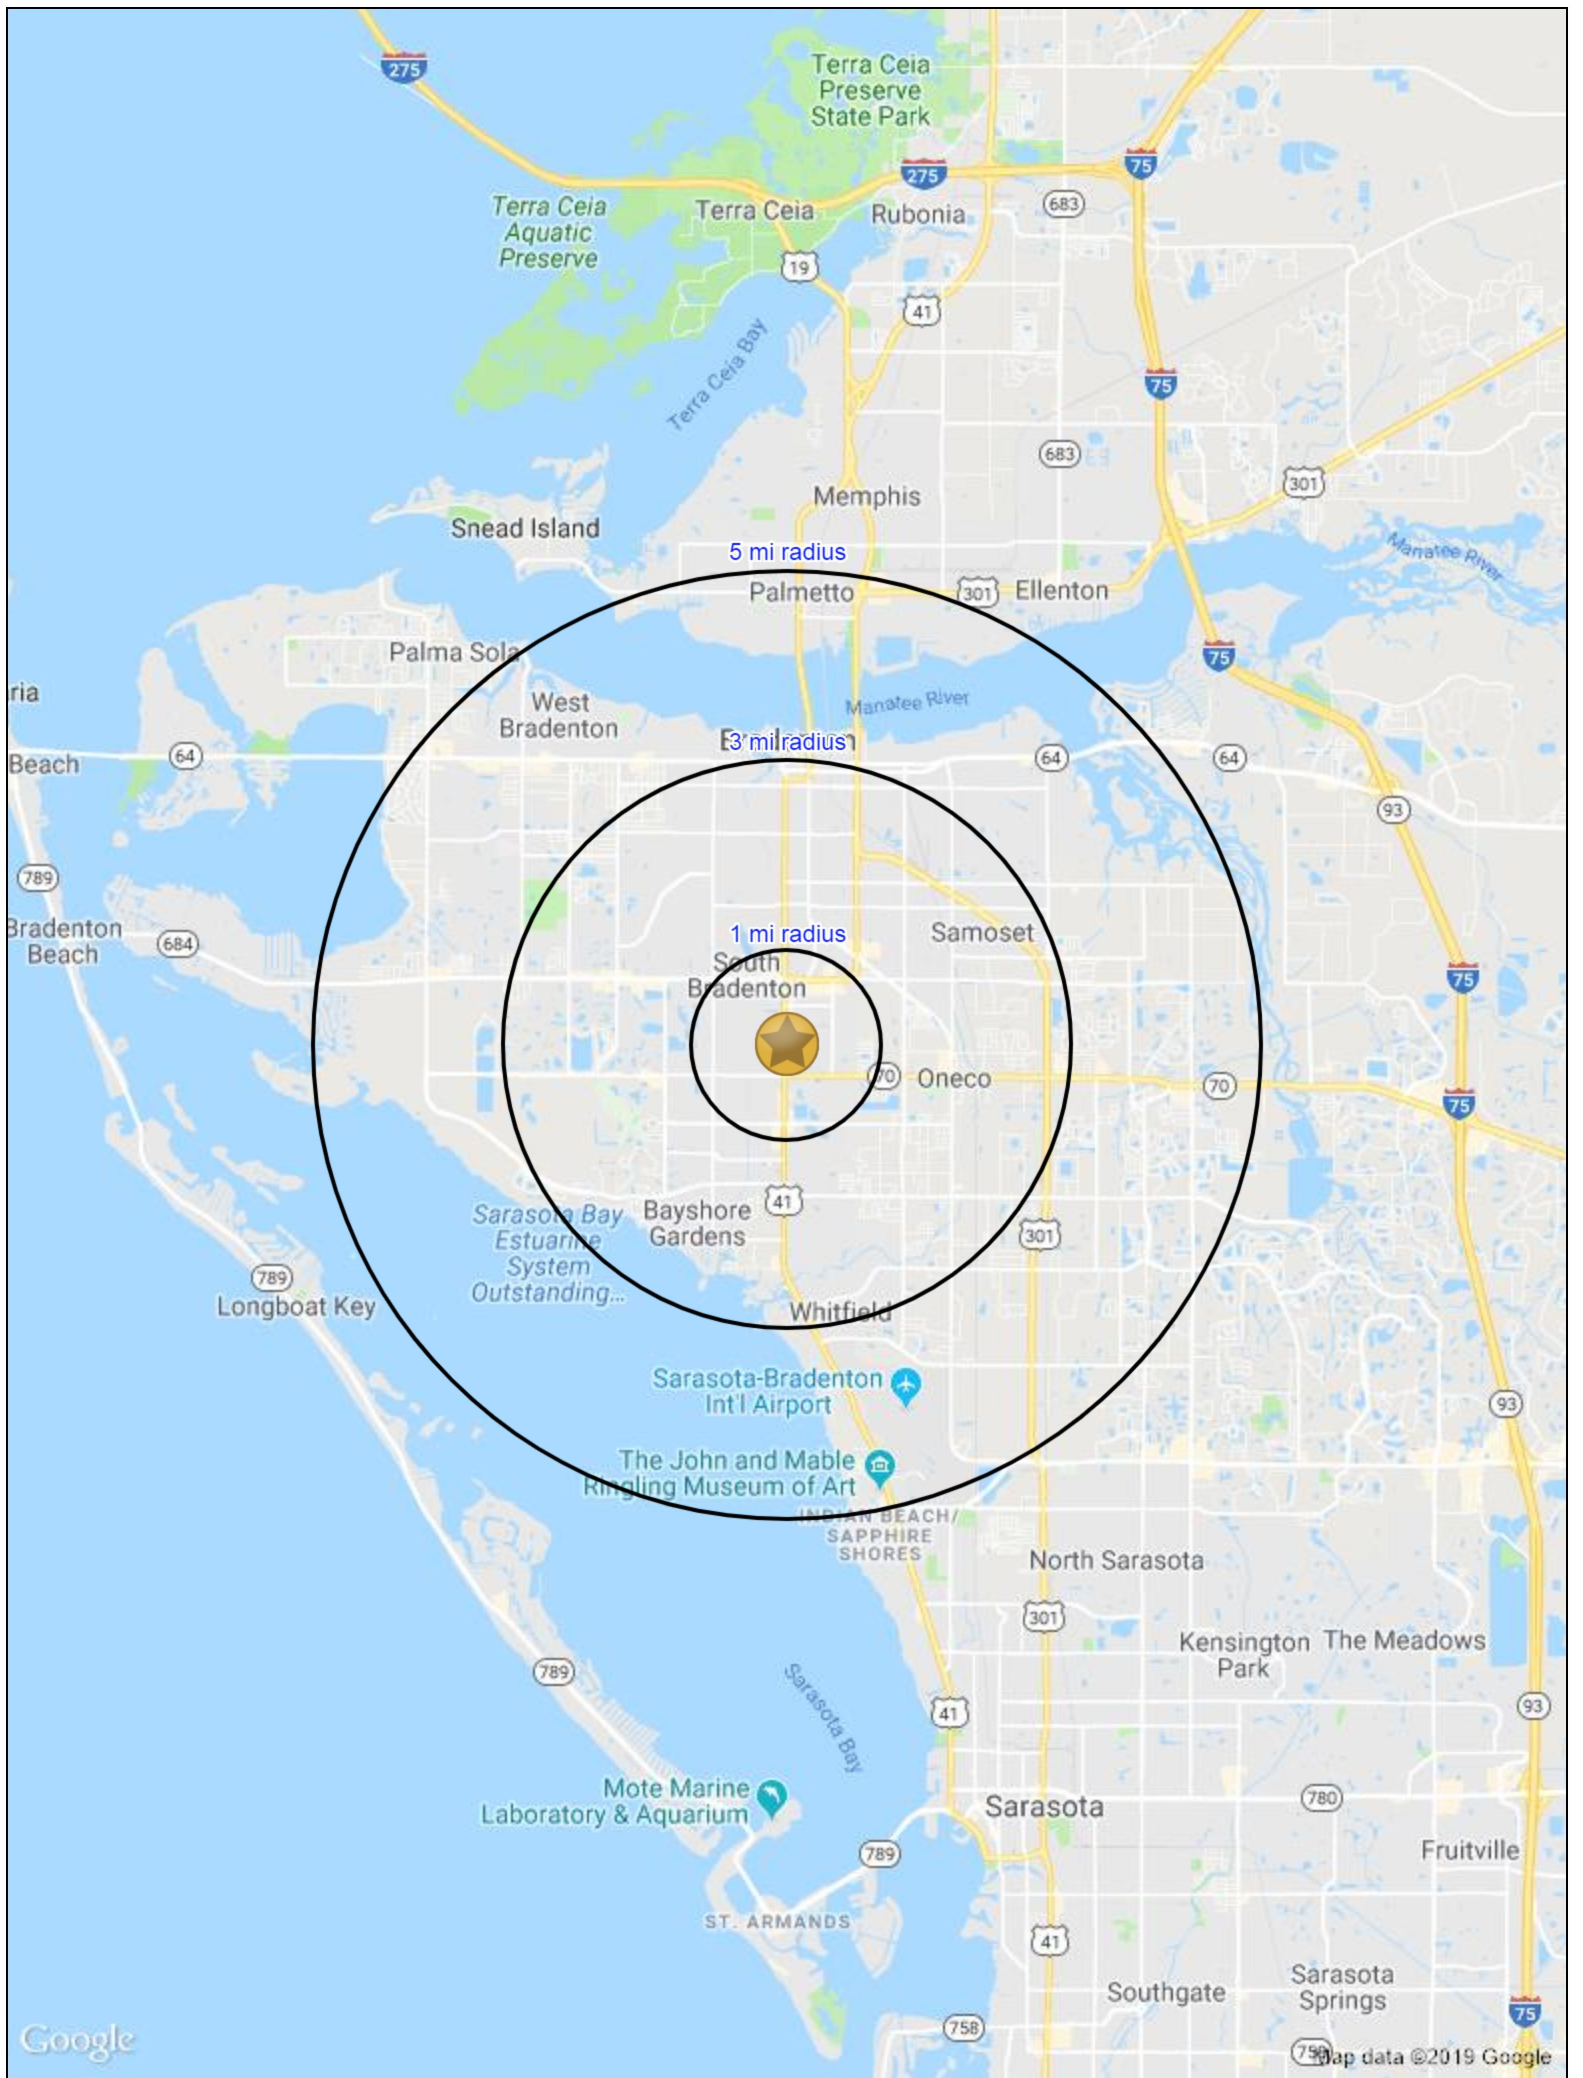 275
Terra Ceia
Preserve
State Park
275
75
Terra Ceia
Aquatic
Preserve
Terra Ceia
Rubonia
683
19
41
Terra Ceia Bay
75
683
301
Memphis
Snead Island
Manatee River
5 mi radius
Palmetto
301
Ellenton
Palma Sola
75
ria
West
Bradenton
Manatee River
3 mi radius
Beach
64
64
64
93
789
Bradenton
Beach
684
1 mi radius
Samoset
South
Bradenton
75
70
Oneco
70
75
Sarasota Bay
Estuarine
System
Outstanding...
Bayshore
Gardens
41
301
789
Longboat Key
Whitfield
Sarasota-Bradenton
Int'l Airport
93
The John and Mable
Ringling Museum of Art
INDIAN BEACH/
SAPPHIRE
SHORES
North Sarasota
301
Kensington
Park
The Meadows
789
Sarasota Bay
41
93
Mote Marine
Laboratory & Aquarium
Sarasota
780
789
Fruitville
ST. ARMANDS
41
Southgate
Sarasota
Springs
75
758
Google
Map data ©2019 Google